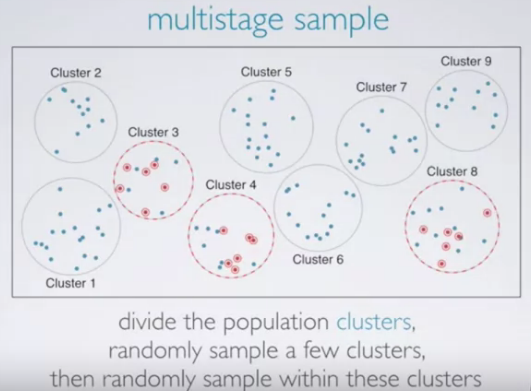 multistage sample
Cluster 9
Cluster 2
Cluster 5
Cluster 7
Cluster 3
Cluster 8
Cluster 4
Cluster 6
Cluster 1
divide the population clusters,
randomly sample a few clusters,
then randomly sample within these clusters